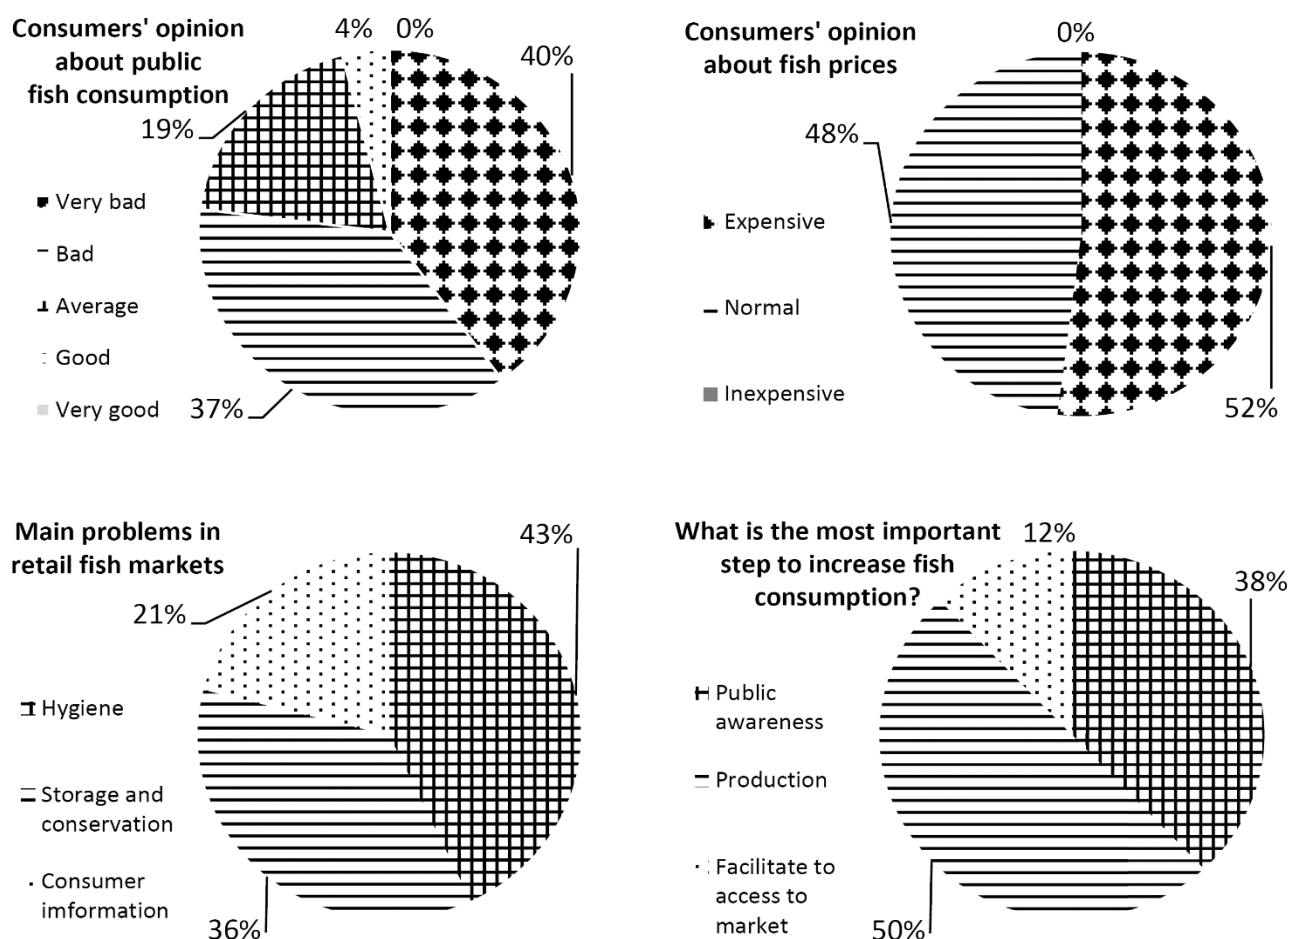 Consumers' opinion
about public
fish consumption
4%
0%
40%
19%
37%
Very bad
Bad
Average
Good
Very good
Consumers' opinion
about fish prices
0%
48%
52%
Expensive
Normal
Inexpensive
Main problems in
retail fish markets
43%
21%
36%
Hygiene
Storage and
conservation
Consumer
imformation
What is the most important
step to increase fish
consumption?
12%
38%
50%
Public
awareness
Production
Facilitate to
access to
market